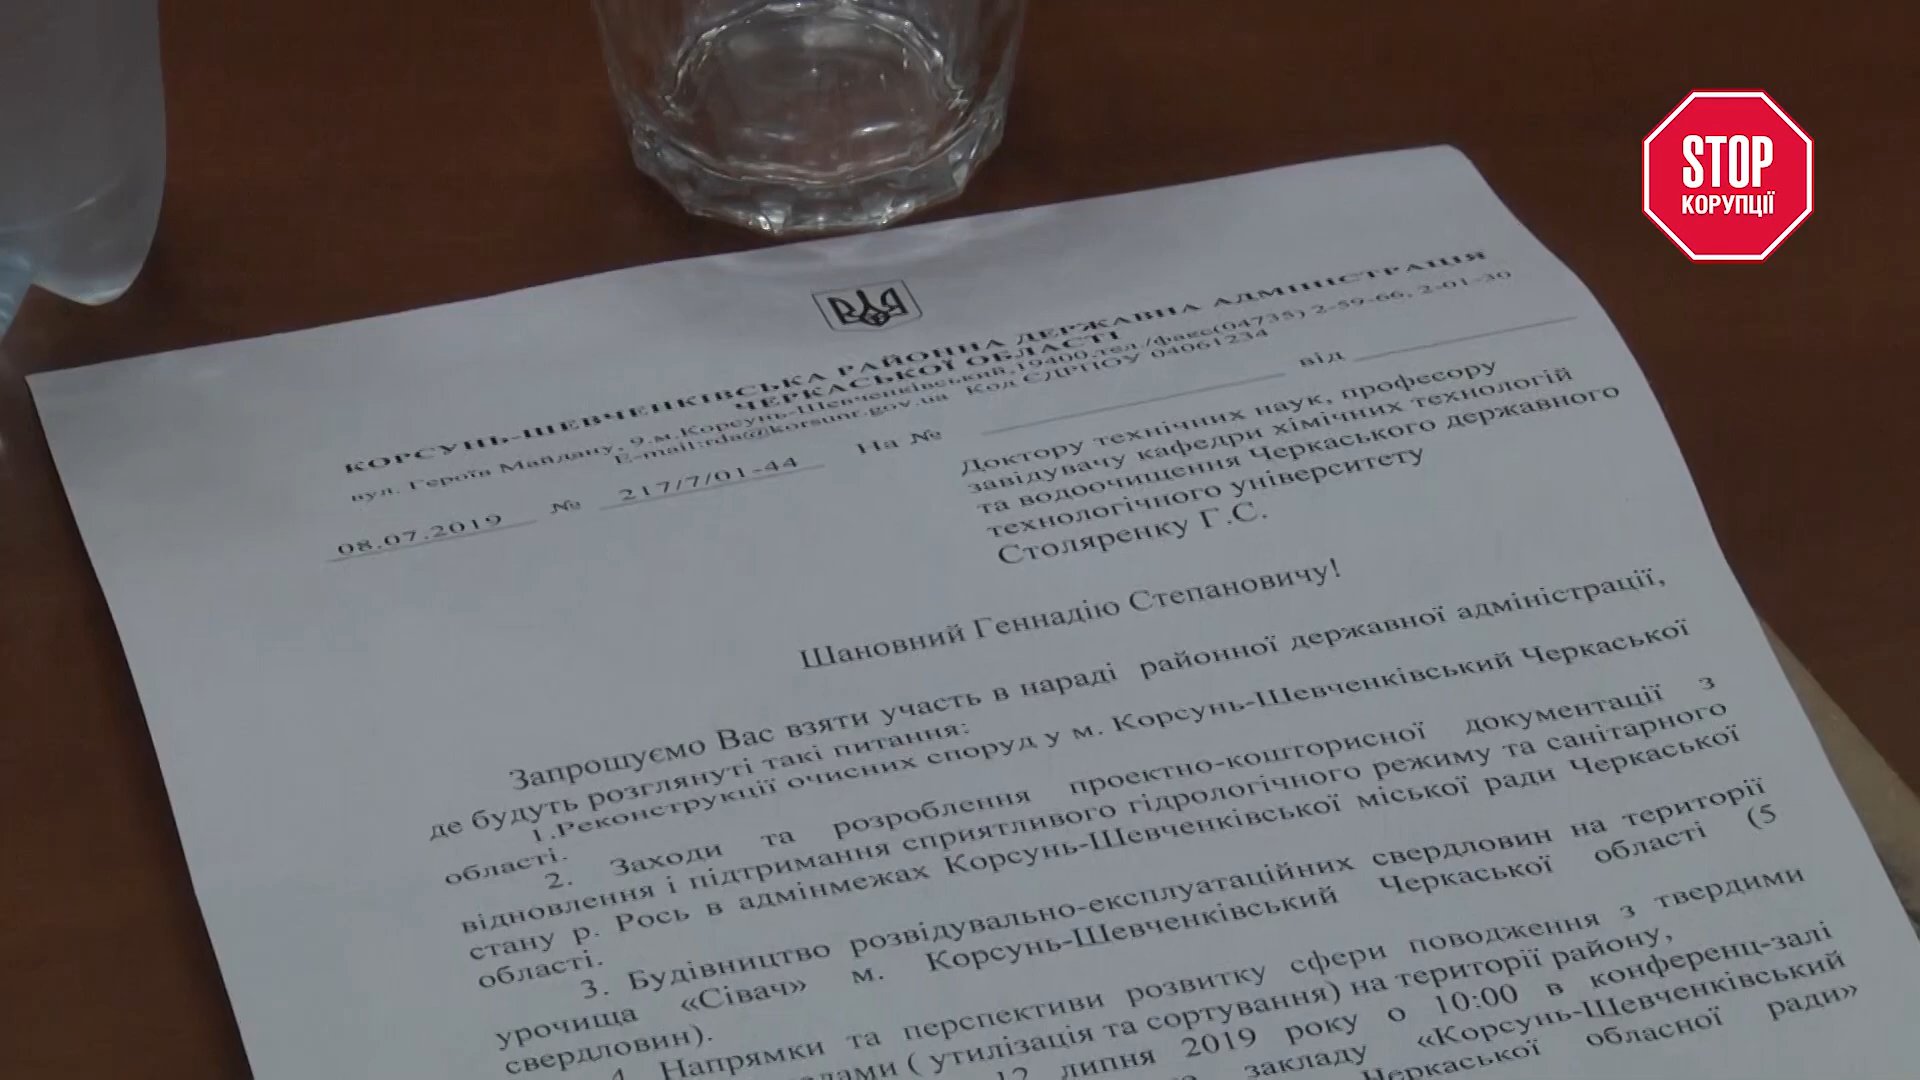 STOP
КОРУПЦІЇ
КОРСУНЬ-ШЕВЧЕНКІВСЬКА РАЙОННА ДЕРЖАВНА АДМІНІСТРАЦІЯ
ЧЕРКАСЬКОЇ ОБЛАСТІ
вул. Героїв Майдану, 9,м.Корсунь-Шевченківський,19400,тел./факс(04735) 2-59-66, 2-01-30
E-mail:rda@korsunr.gov.ua Код ЄДРПОУ 04061234
08.07.2019 № 217/7/01-44 На № від
Доктору технічних наук, професору
завідувачу кафедри хімічних технологій
та водоочищення Черкаського державного
технологічного університету
Столяренку Г.С.
Шановний Геннадію Степановичу!
Запрошуємо Вас взяти участь в нараді районної державної адміністрації,
де будуть розглянуті такі питання:
1.Реконструкції очисних споруд у м. Корсунь-Шевченківський Черкаської
області.
2. Заходи та розроблення проектно-кошторисної документації з
відновлення і підтримання сприятливого гідрологічного режиму та санітарного
стану р. Рось в адмінмежах Корсунь-Шевченківської міської ради Черкаської
області.
3. Будівництво розвідувально-експлуатаційних свердловин на території
урочища «Сівач» м. Корсунь-Шевченківський Черкаської області (5
свердловин).
4. Напрямки та перспективи розвитку сфери поводження з твердими
( утилізація та сортування) на території району,
12 липня 2019 року о 10:00 в конференц-залі
закладу «Корсунь-Шевченківський
Черкаської обласної ради»